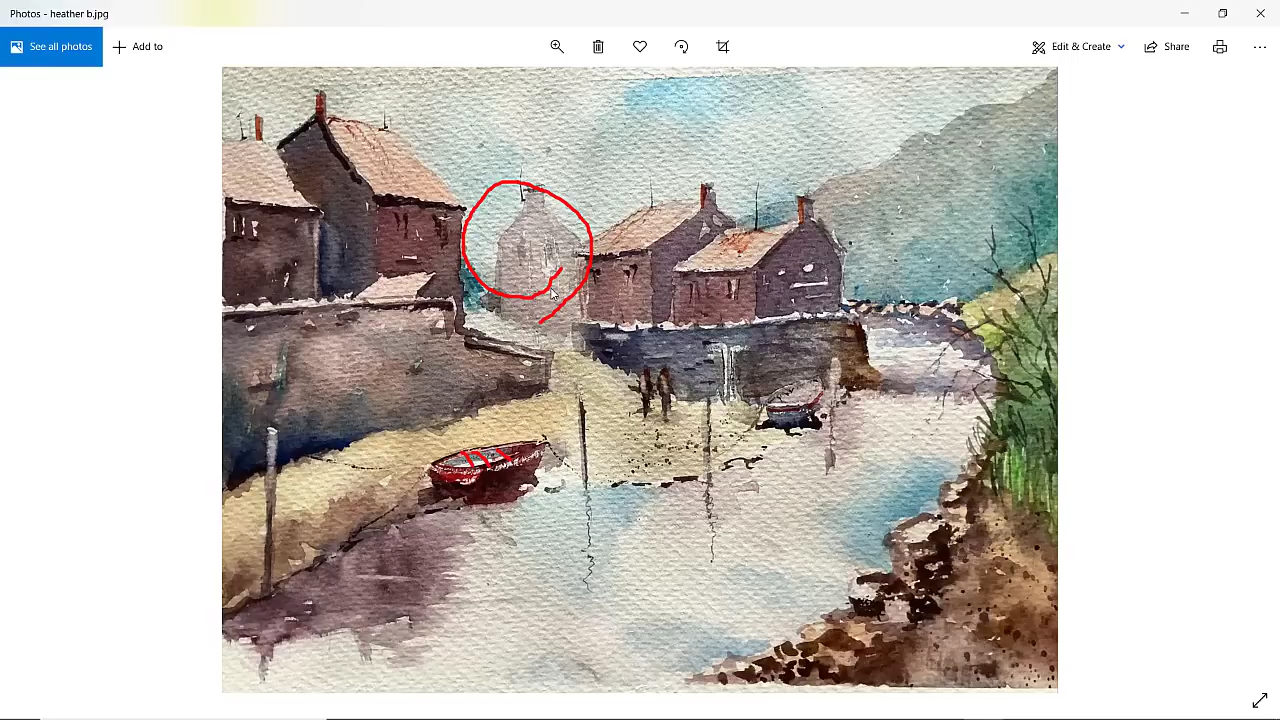 Photos - heather b.jpg
See all photos
Add to
Edit & Create
Share